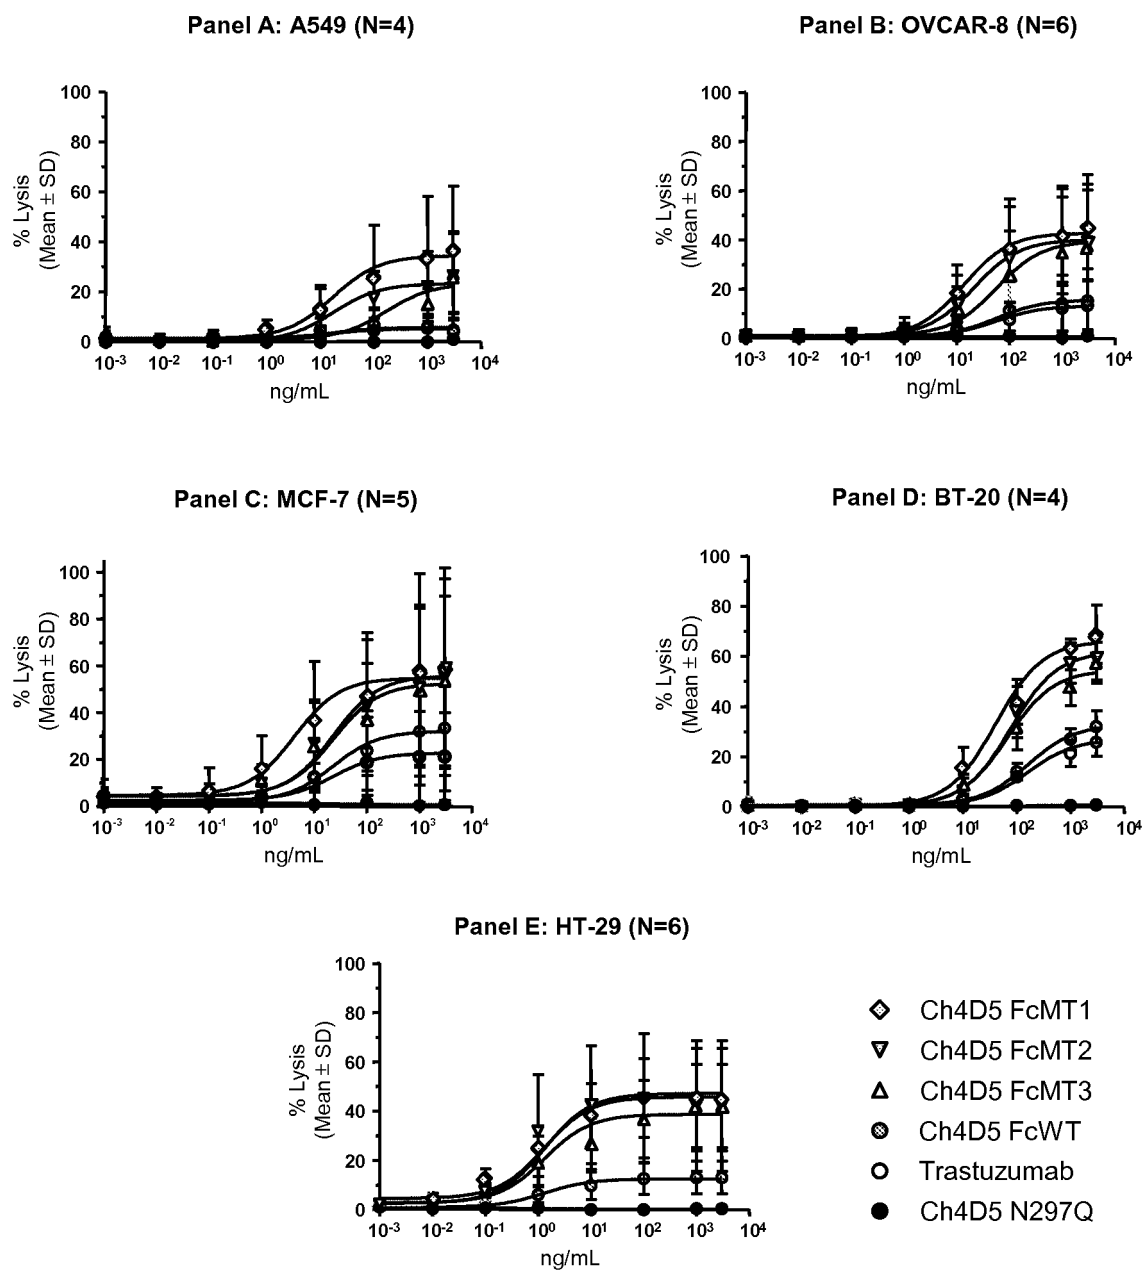 Panel A: A549 (N=4)
100
80
60
40
20
0
% Lysis
(Mean ± SD)
10-3 10-2 10-1 100 101 102 103 104
ng/mL
Panel B: OVCAR-8 (N=6)
100
80
60
40
20
0
% Lysis
(Mean ± SD)
10-3 10-2 10-1 100 101 102 103 104
ng/mL
Panel C: MCF-7 (N=5)
100
80
60
40
20
0
% Lysis
(Mean ± SD)
10-3 10-2 10-1 100 101 102 103 104
ng/mL
Panel D: BT-20 (N=4)
100
80
60
40
20
0
% Lysis
(Mean ± SD)
10-3 10-2 10-1 100 101 102 103 104
ng/mL
Panel E: HT-29 (N=6)
100
80
60
40
20
0
% Lysis
(Mean ± SD)
10-3 10-2 10-1 100 101 102 103 104
ng/mL
Ch4D5 FcMT1
Ch4D5 FcMT2
Ch4D5 FcMT3
Ch4D5 FcWT
Trastuzumab
Ch4D5 N297Q